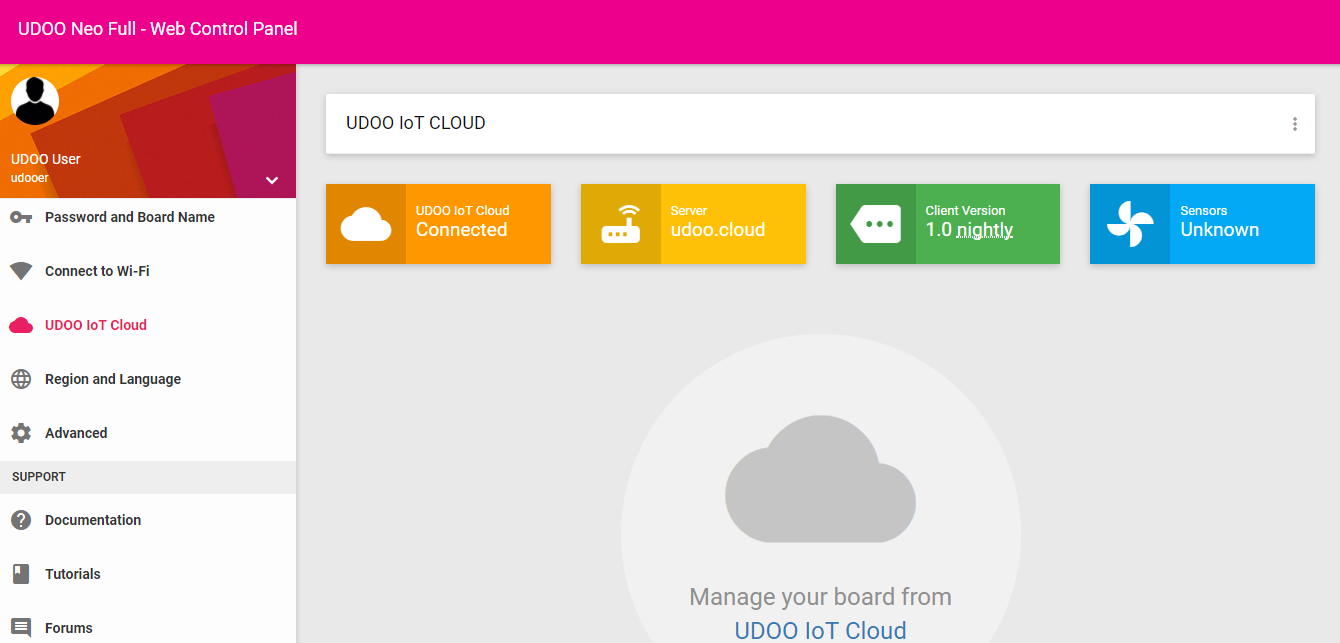 UDOO Neo Full - Web Control Panel
UDOO User
udooer
Password and Board Name
Connect to Wi-Fi
UDOO IoT Cloud
Region and Language
Advanced
SUPPORT
Documentation
Tutorials
Forums
UDOO IoT CLOUD
UDOO IoT Cloud
Connected
Server
udoo.cloud
Client Version
1.0 nightly
Sensors
Unknown
Manage your board from
UDOO IoT Cloud